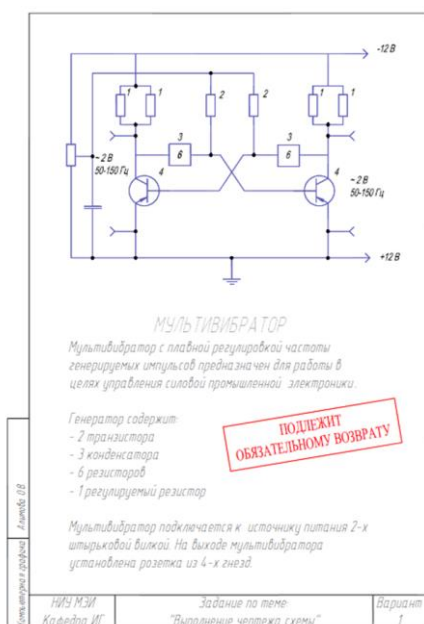 -12 В
1 1 2 2 1 1
3 3
6 6
~ 2 В
50-150 Гц
4 4
~ 2 В
50-150 Гц
+12 В
МУЛЬТИВИБРАТОР
Мультивибратор с плавной регулировкой частоты
генерируемых импульсов предназначен для работы в
целях управления силовой промышленной электроники.
Генератор содержит:
- 2 транзистора
- 3 конденсатора
- 6 резисторов
- 1 регулируемый резистор
ПОДЛЕЖИТ
ОБЯЗАТЕЛЬНОМУ ВОЗВРАТУ
Мультивибратор подключается к источнику питания 2-х
штырьковой вилкой. На выходе мультивибратора
установлена розетка из 4-х гнезд.
графика
НИУ МЭИ
Кафедра ИГ
Задание по теме:
"Выполнение чертежа схемы"
Вариант
1